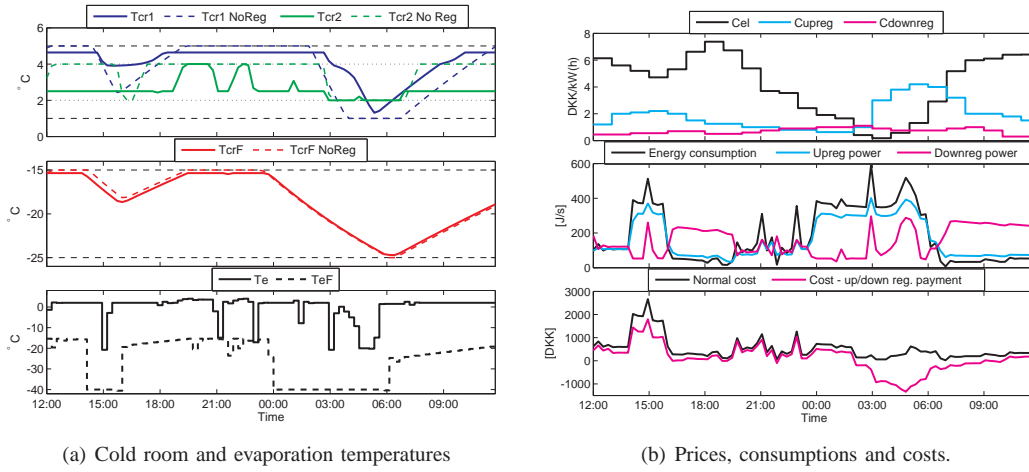 Tcr1 Tcr1 NoReg Tcr2 Tcr2 No Reg
6
4
2
0
° C
TcrF TcrF NoReg
-15
-20
-25
° C
Te TeF
0
-10
-20
-30
-40
° C
12:00 15:00 18:00 21:00 00:00 03:00 06:00 09:00
Time
(a) Cold room and evaporation temperatures
Cel Cupreg Cdownreg
8
6
4
2
0
DKK/kW(h)
Energy consumption Upreg power Downreg power
600
400
200
0
[J/s]
Normal cost Cost - up/down reg. payment
3000
2000
1000
0
-1000
[DKK]
12:00 15:00 18:00 21:00 00:00 03:00 06:00 09:00
Time
(b) Prices, consumptions and costs.